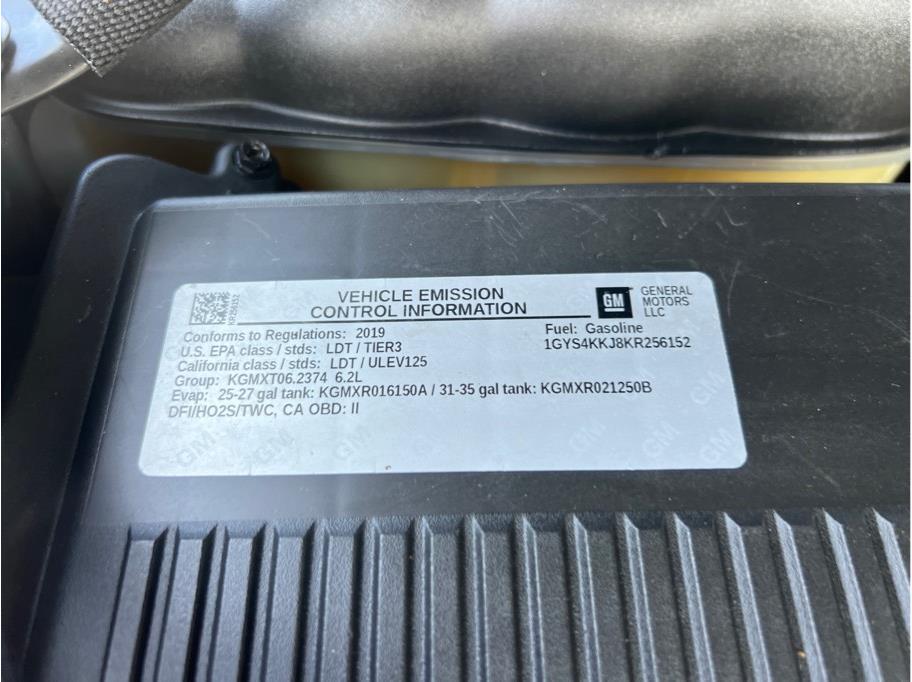 VEHICLE EMISSION
CONTROL INFORMATION
GM
GENERAL
MOTORS
LLC
KR256152
Conforms to Regulations: 2019
Fuel: Gasoline
U.S. EPA class / stds: LDT / TIER3
1GYS4KKJ8KR256152
California class / stds: LDT / ULEV125
Group: KGMXT06.2374 6.2L
Evap: 25-27 gal tank: KGMXR016150A / 31-35 gal tank: KGMXR021250B
DFI/HO2S/TWC, CA OBD: II